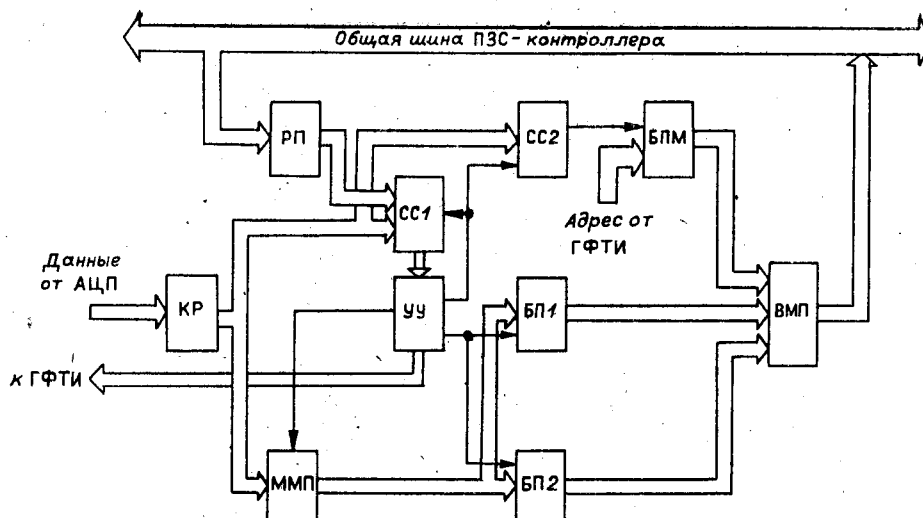 Общая шина ПЗС-контроллера
РП
СС2
БПМ
СС1
Адрес от
ГФТИ
Данные
от АЦП
КР
УУ
БП1
ВМП
к ГФТИ
ММП
БП2